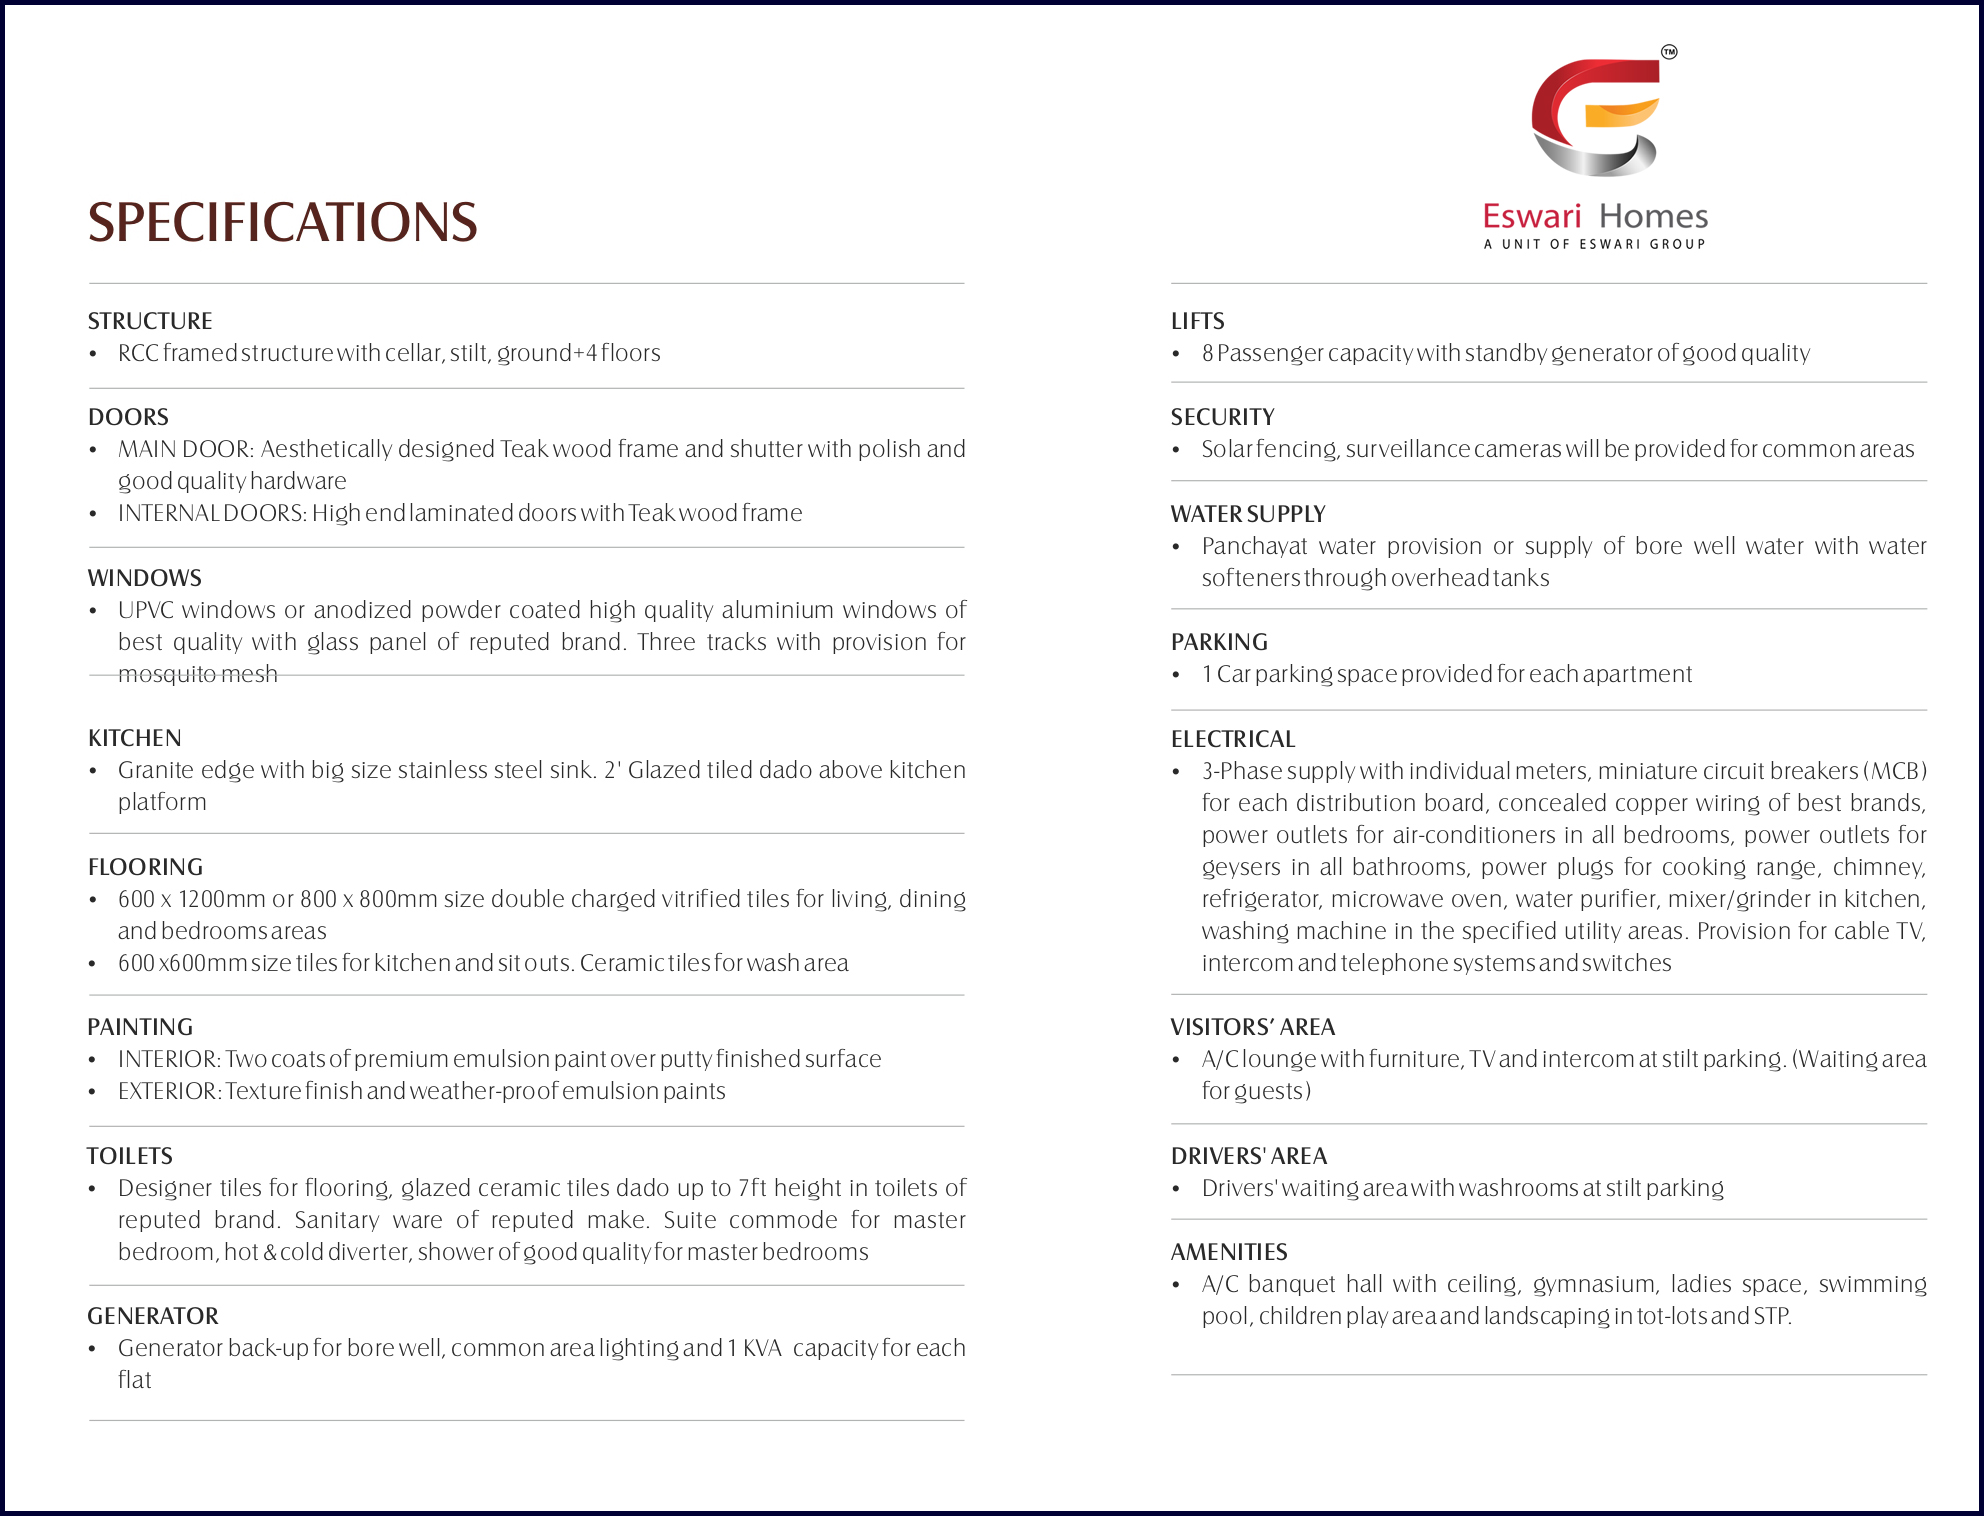 SPECIFICATIONS
STRUCTURE
• RCC framed structure with cellar, stilt, ground+4 floors
DOORS
• MAIN DOOR: Aesthetically designed Teak wood frame and shutter with polish and
good quality hardware
• INTERNAL DOORS: High end laminated doors with Teak wood frame
WINDOWS
• UPVC windows or anodized powder coated high quality aluminium windows of
best quality with glass panel of reputed brand. Three tracks with provision for
mosquito mesh
KITCHEN
• Granite edge with big size stainless steel sink. 2' Glazed tiled dado above kitchen
platform
FLOORING
• 600 x 1200mm or 800 x 800mm size double charged vitrified tiles for living, dining
and bedrooms areas
• 600 x600mm size tiles for kitchen and sit outs. Ceramic tiles for wash area
PAINTING
• INTERIOR: Two coats of premium emulsion paint over putty finished surface
• EXTERIOR: Texture finish and weather-proof emulsion paints
TOILETS
• Designer tiles for flooring, glazed ceramic tiles dado up to 7ft height in toilets of
reputed brand. Sanitary ware of reputed make. Suite commode for master
bedroom, hot & cold diverter, shower of good quality for master bedrooms
GENERATOR
• Generator back-up for bore well, common area lighting and 1 KVA capacity for each
flat
TM
Eswari Homes
A UNIT OF ESWARI GROUP
LIFTS
• 8 Passenger capacity with standby generator of good quality
SECURITY
• Solar fencing, surveillance cameras will be provided for common areas
WATER SUPPLY
• Panchayat water provision or supply of bore well water with water
softeners through overhead tanks
PARKING
• 1 Car parking space provided for each apartment
ELECTRICAL
• 3-Phase supply with individual meters, miniature circuit breakers (MCB)
for each distribution board, concealed copper wiring of best brands,
power outlets for air-conditioners in all bedrooms, power outlets for
geysers in all bathrooms, power plugs for cooking range, chimney,
refrigerator, microwave oven, water purifier, mixer/grinder in kitchen,
washing machine in the specified utility areas. Provision for cable TV,
intercom and telephone systems and switches
VISITORS’ AREA
• A/C lounge with furniture, TV and intercom at stilt parking. (Waiting area
for guests)
DRIVERS' AREA
• Drivers' waiting area with washrooms at stilt parking
AMENITIES
• A/C banquet hall with ceiling, gymnasium, ladies space, swimming
pool, children play area and landscaping in tot-lots and STP.